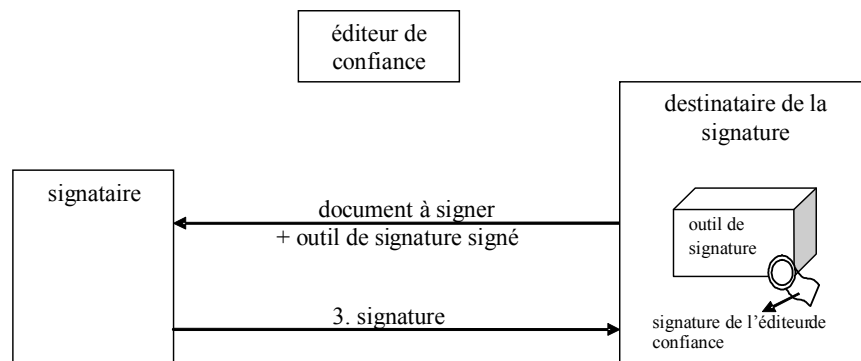 éditeur de
confiance
destinataire de la
signature
signataire
document à signer
+ outil de signature signé
outil de
signature
3. signature
signature de l'éditeurde
confiance